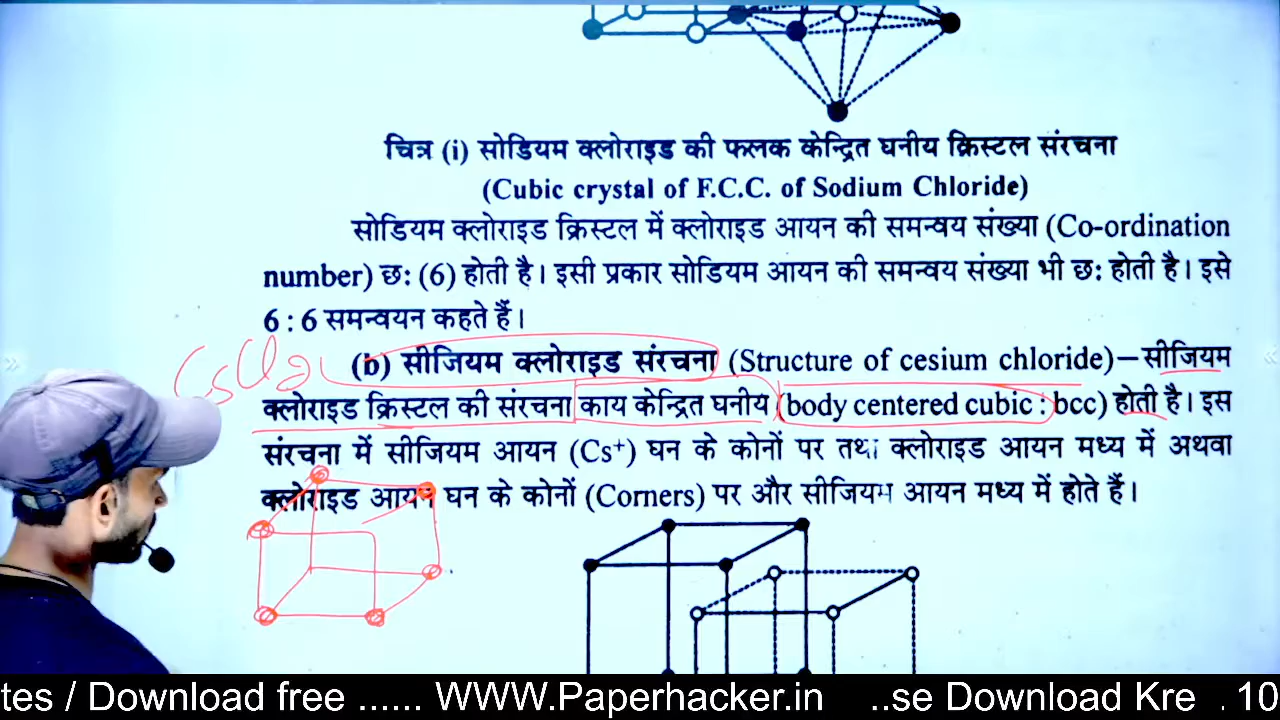 चित्र (i) सोडियम क्लोराइड की फलक केन्द्रित घनीय क्रिस्टल संरचना
(Cubic crystal of F.C.C. of Sodium Chloride)
सोडियम क्लोराइड क्रिस्टल में क्लोराइड आयन की समन्वय संख्या (Co-ordination
number) छ: (6) होती है। इसी प्रकार सोडियम आयन की समन्वय संख्या भी छ: होती है। इसे
6 : 6 समन्वयन कहते हैं।
(b) सीजियम क्लोराइड संरचना (Structure of cesium chloride)–सीजियम
क्लोराइड क्रिस्टल की संरचना काय केन्द्रित घनीय (body centered cubic : bcc) होती है। इस
संरचना में सीजियम आयन (Cs⁺) घन के कोनों पर तथा क्लोराइड आयन मध्य में अथवा
क्लोराइड आयन घन के कोनों (Corners) पर और सीजियम आयन मध्य में होते हैं।
tes / Download free ...... WWW.Paperhacker.in ..se Download Kre . 10